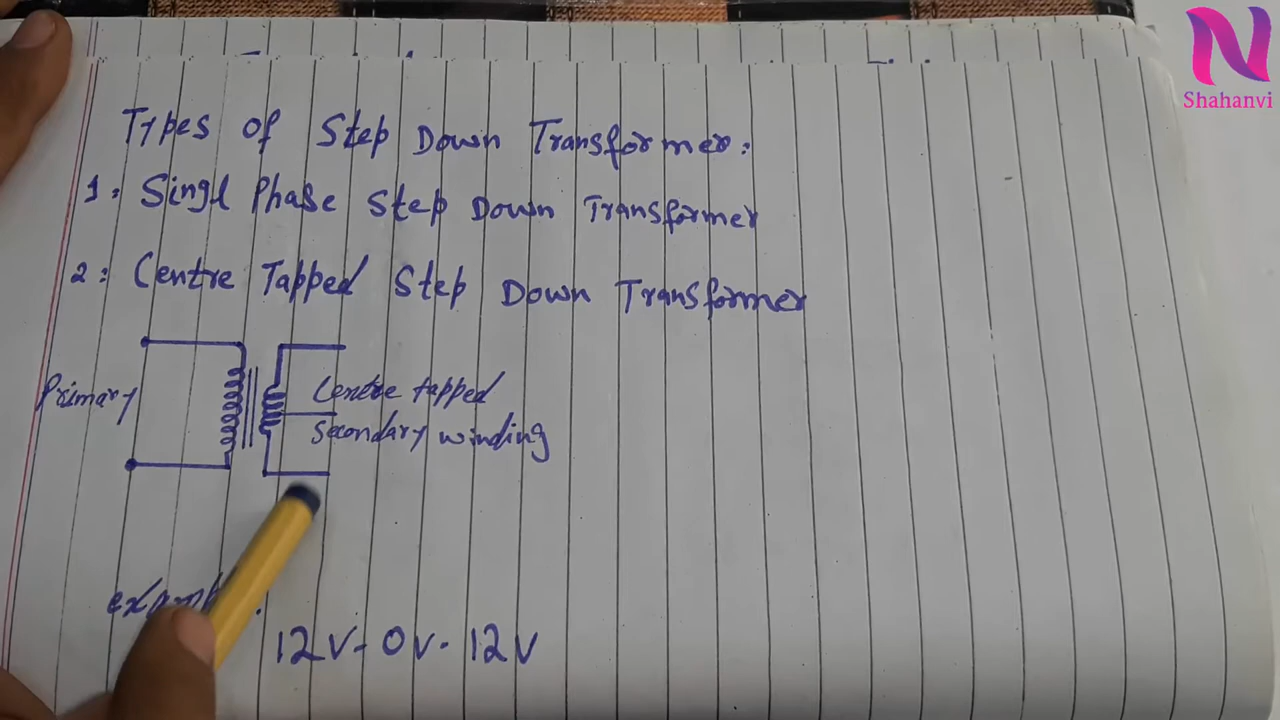 Types Of Step Down Transformer:
1: Singl Phase Step Down Transformer
2: Centre Tapped Step Down Transformer
Primary
Centre tapped
Secondary winding
12V- 0V- 12V
N
Shahanvi